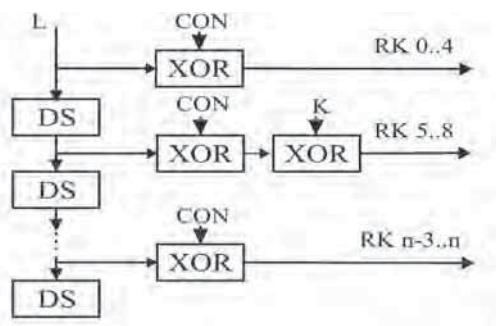 L CON
XOR RK 0..4
DS CON K
XOR XOR RK 5..8
DS
CON
XOR RK n-3..n
DS